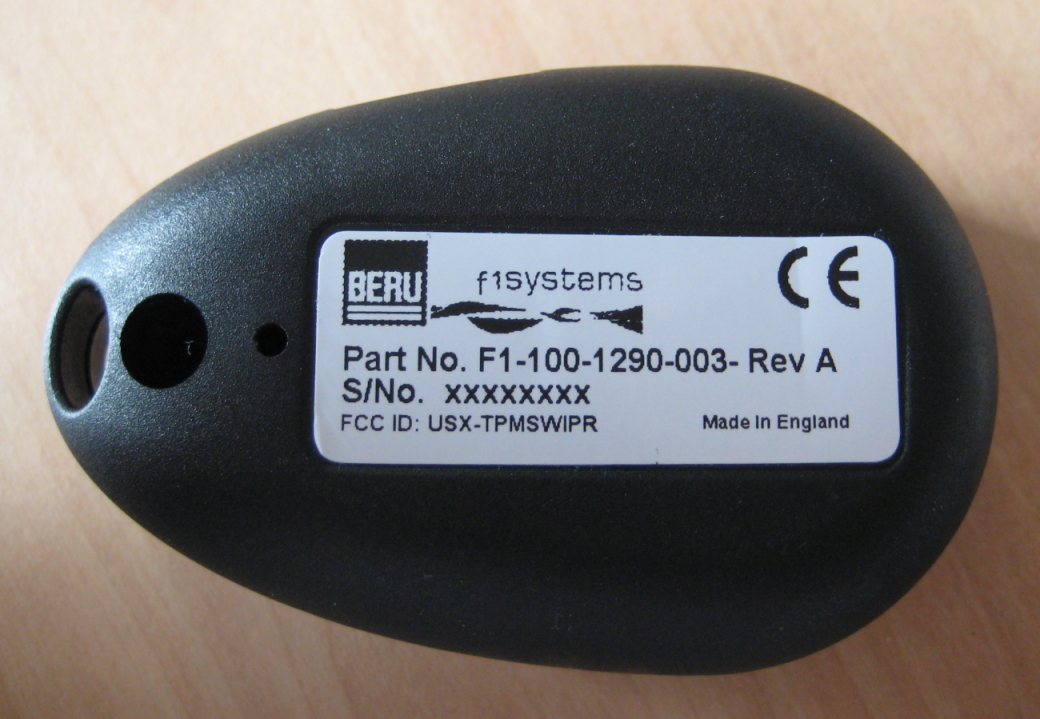 BERU
f1systems
CE
Part No. F1-100-1290-003- Rev A
S/No. xxxxxxxx
FCC ID: USX-TPMSWIPR Made In England